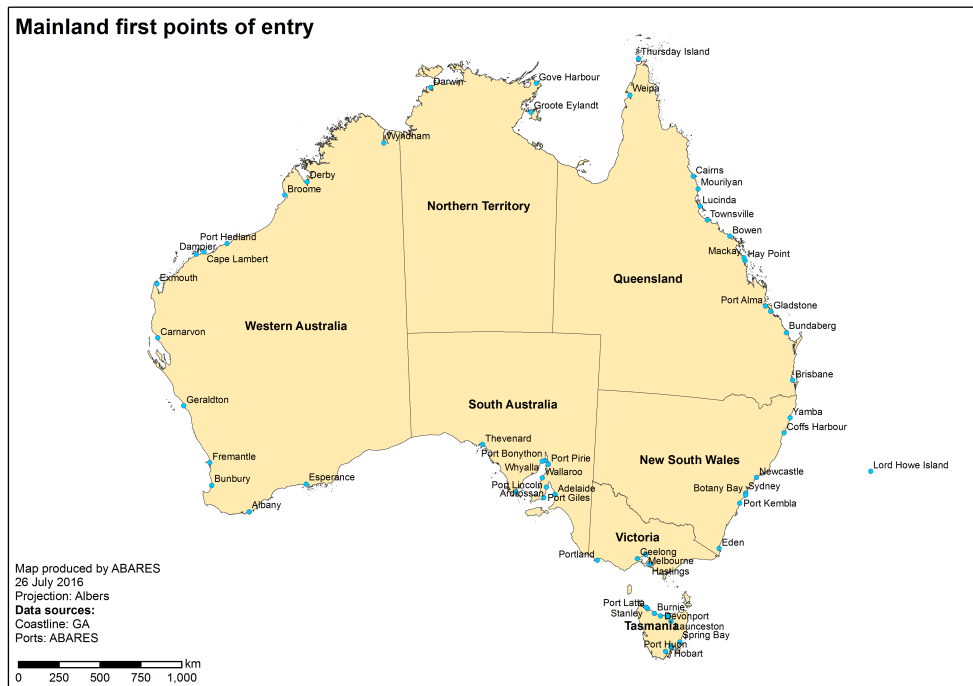 Mainland first points of entry
Thursday Island
Gove Harbour
Darwin
Weipa
Groote Eylandt
Wyndham
Cairns
Derby
Mourilyan
Broome
Lucinda
Northern Territory
Townsville
Bowen
Port Hedland
Dampier
Mackay
Hay Point
Cape Lambert
Exmouth
Queensland
Port Alma
Gladstone
Western Australia
Bundaberg
Carnarvon
Brisbane
Geraldton
South Australia
Yamba
Coffs Harbour
Thevenard
Port Bonython
Fremantle
Port Pirie
New South Wales
Lord Howe Island
Whyalla
Wallaroo
Newcastle
Esperance
Bunbury
Port Lincoln
Adelaide
Botany Bay
Sydney
Ardrossan
Port Giles
Port Kembla
Albany
Victoria
Eden
Portland
Geelong
Melbourne
Hastings
Map produced by ABARES
26 July 2016
Projection: Albers
Data sources:
Coastline: GA
Ports: ABARES
Port Latta
Burnie
Stanley
Devonport
Tasmania
Launceston
Spring Bay
Port Huon
Hobart
km
0 250 500 750 1,000